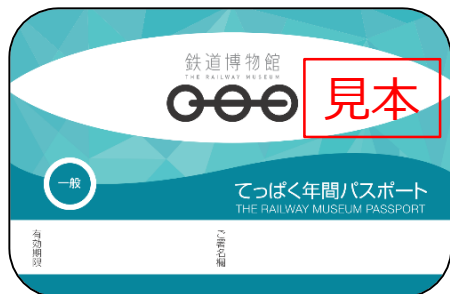 鉄道博物館
THE RAILWAY MUSEUM
見本
一般
てっぱく年間パスポート
THE RAILWAY MUSEUM PASSPORT
有効期限
ご署名欄